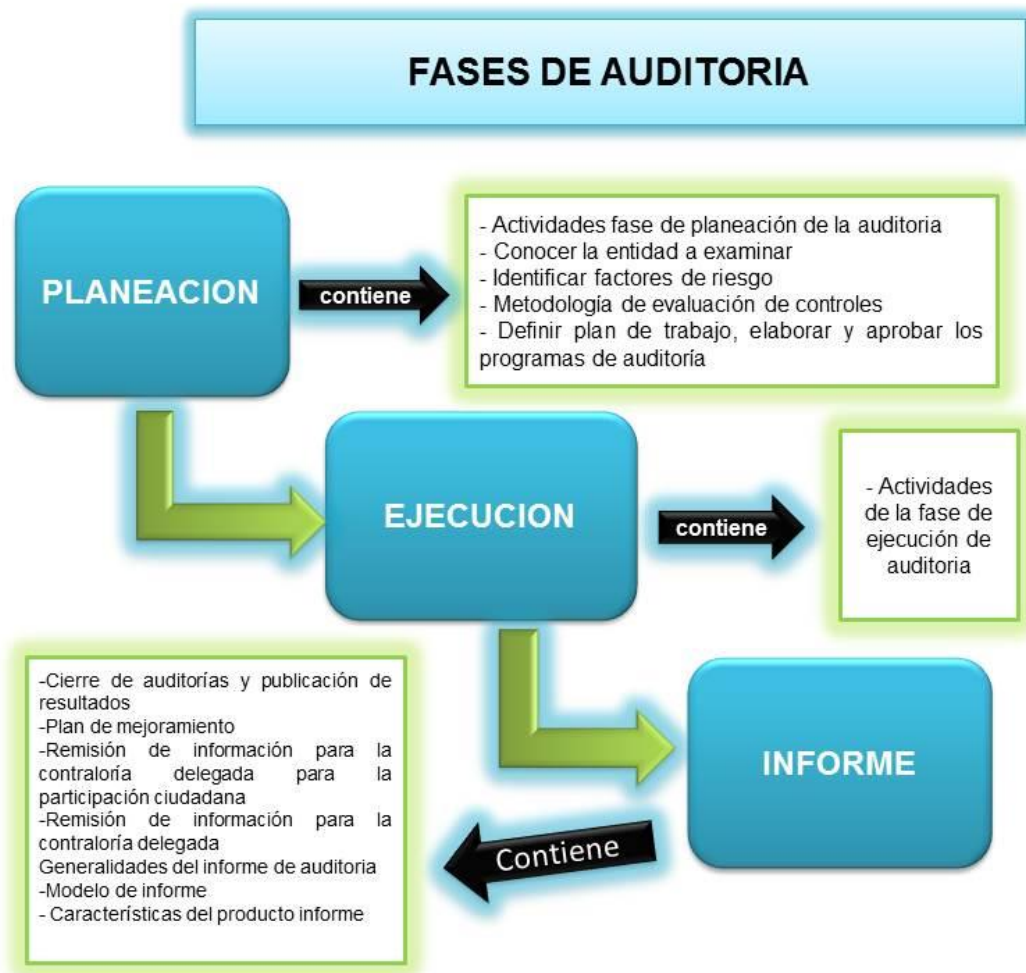 FASES DE AUDITORIA
PLANEACION
contiene
- Actividades fase de planeación de la auditoria
- Conocer la entidad a examinar
- Identificar factores de riesgo
- Metodología de evaluación de controles
- Definir plan de trabajo, elaborar y aprobar los
programas de auditoría
EJECUCION
contiene
- Actividades
de la fase de
ejecución de
auditoria
INFORME
Contiene
-Cierre de auditorías y publicación de
resultados
-Plan de mejoramiento
-Remisión de información para la
contraloría delegada para la
participación ciudadana
-Remisión de información para la
contraloría delegada
Generalidades del informe de auditoria
-Modelo de informe
- Características del producto informe